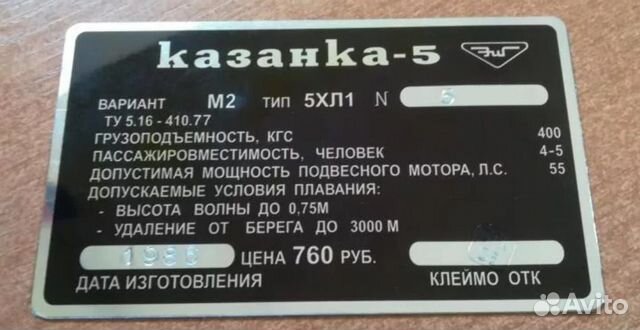 казанка-5
ВАРИАНТ М2 ТИП 5ХЛ1 N 5
ТУ 5.16-410.77
ГРУЗОПОДЪЕМНОСТЬ, КГС 400
ПАССАЖИРОВМЕСТИМОСТЬ, ЧЕЛОВЕК 4-5
ДОПУСТИМАЯ МОЩНОСТЬ ПОДВЕСНОГО МОТОРА, Л.С. 55
ДОПУСКАЕМЫЕ УСЛОВИЯ ПЛАВАНИЯ:
- ВЫСОТА ВОЛНЫ ДО 0,75М
- УДАЛЕНИЕ ОТ БЕРЕГА ДО 3000 М
1985 ЦЕНА 760 РУБ.
ДАТА ИЗГОТОВЛЕНИЯ КЛЕЙМО ОТК
Avito